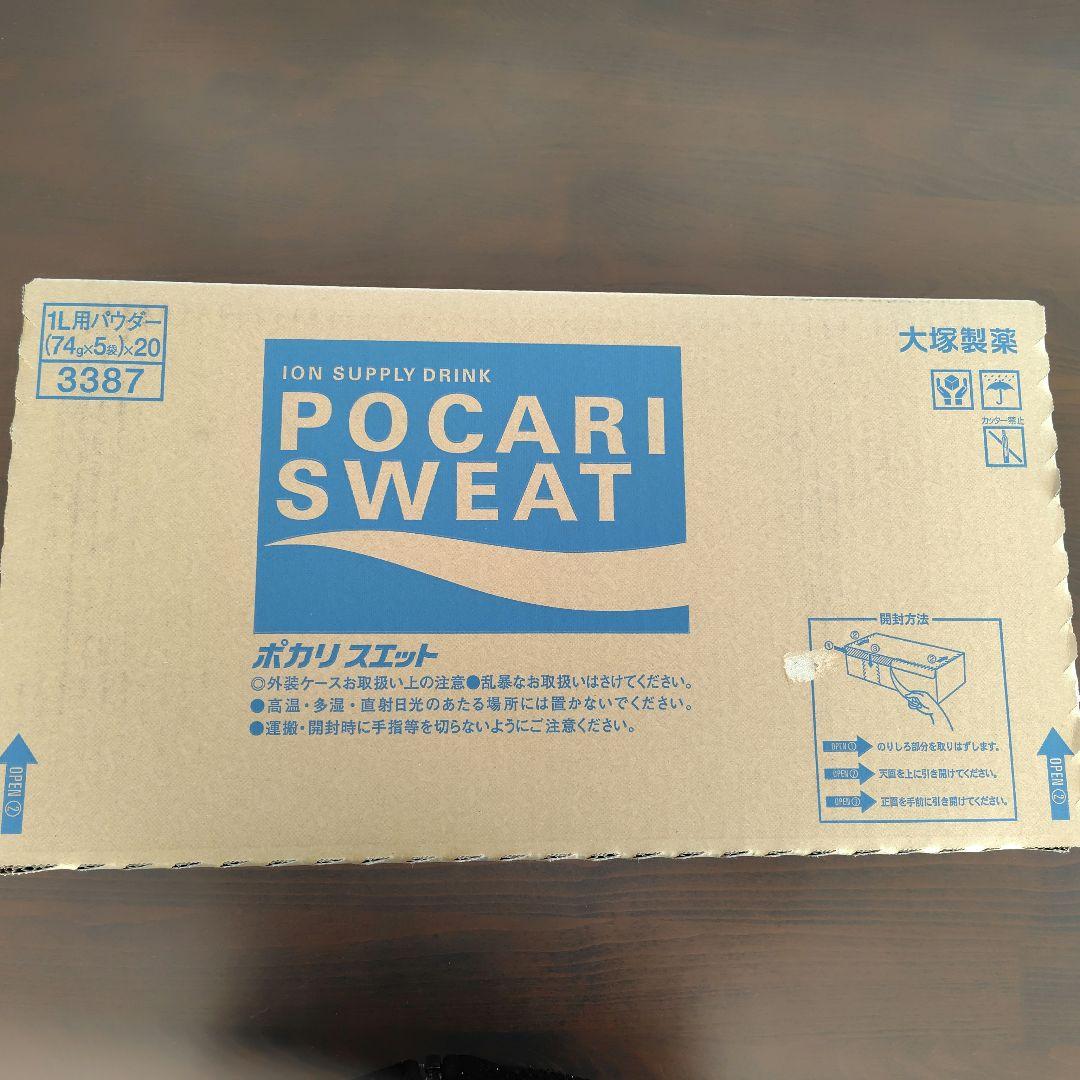 1L用パウダー
(74g×5袋)×20
3387
ION SUPPLY DRINK
POCARI
SWEAT
ポカリスエット
◎外装ケースお取扱い上の注意●乱暴なお取扱いはさけてください。
●高温・多湿・直射日光のあたる場所には置かないでください。
●運搬・開封時に手指等を切らないようにご注意ください。
大塚製薬
カッター禁止
開封方法
① ② ③ ②
OPEN① のりしろ部分を取りはずします。
OPEN② 天面を上に引き開けてください。
OPEN③ 正面を手前に引き開けてください。
OPEN②
OPEN②